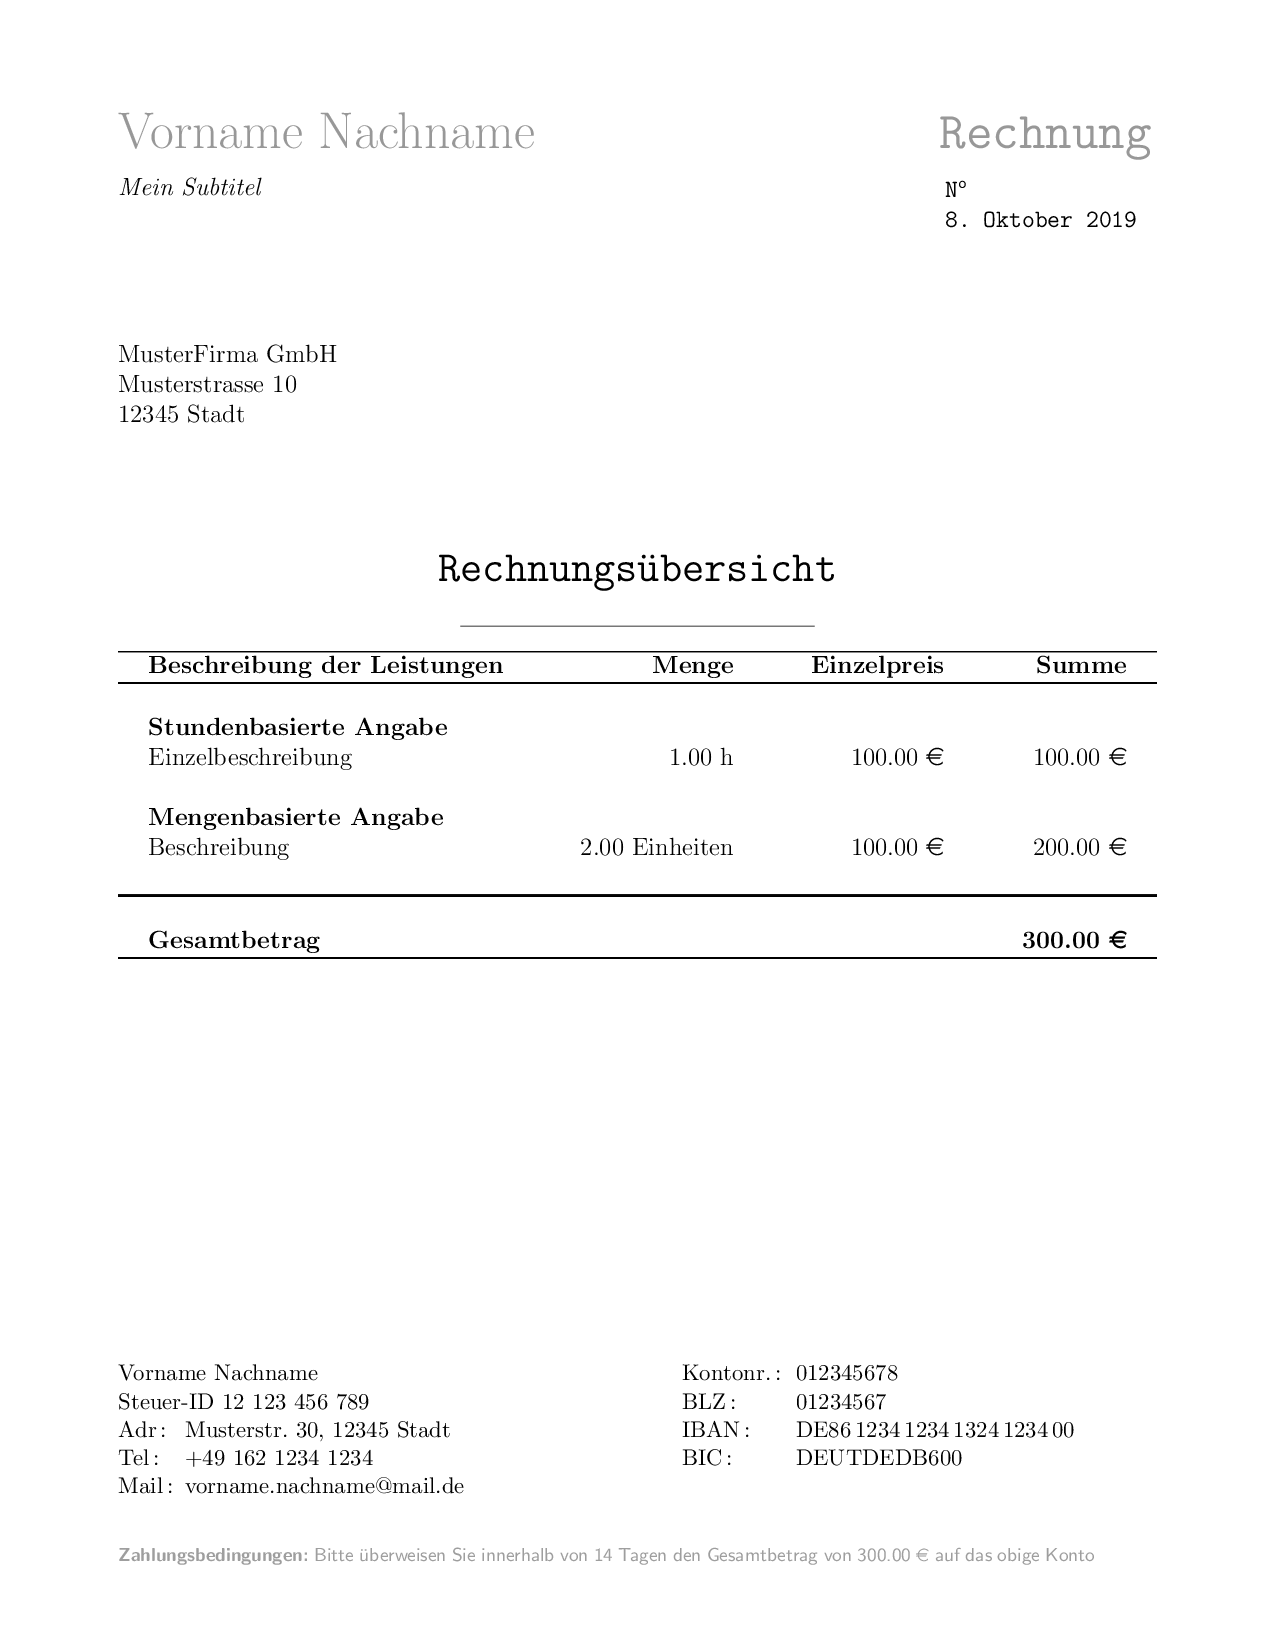 Vorname Nachname Rechnung
Mein Subtitel Nº
8. Oktober 2019
MusterFirma GmbH
Musterstrasse 10
12345 Stadt
Rechnungsübersicht
Beschreibung der Leistungen Menge Einzelpreis Summe
Stundenbasierte Angabe
Einzelbeschreibung 1.00 h 100.00 € 100.00 €
Mengenbasierte Angabe
Beschreibung 2.00 Einheiten 100.00 € 200.00 €
Gesamtbetrag 300.00 €
Vorname Nachname Kontonr.: 012345678
Steuer-ID 12 123 456 789 BLZ: 01234567
Adr: Musterstr. 30, 12345 Stadt IBAN: DE86 1234 1234 1324 1234 00
Tel: +49 162 1234 1234 BIC: DEUTDEDB600
Mail: vorname.nachname@mail.de
Zahlungsbedingungen: Bitte überweisen Sie innerhalb von 14 Tagen den Gesamtbetrag von 300.00 € auf das obige Konto